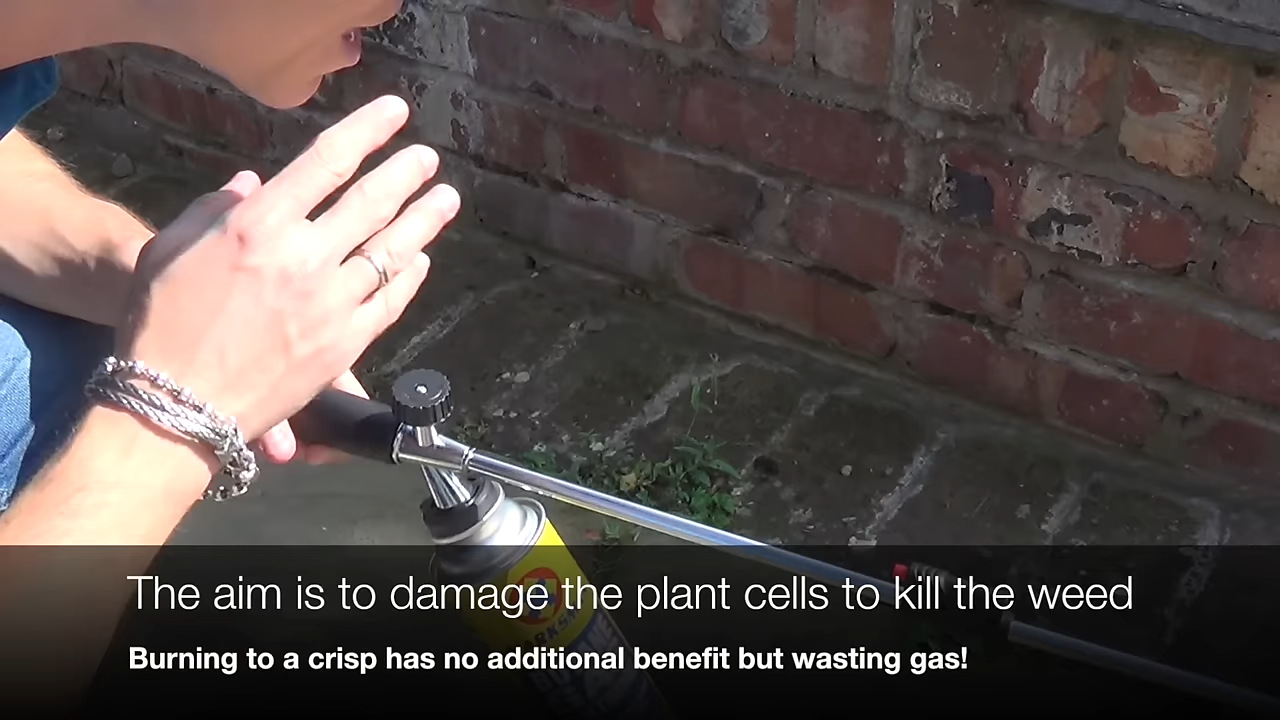 The aim is to damage the plant cells to kill the weed
Burning to a crisp has no additional benefit but wasting gas!